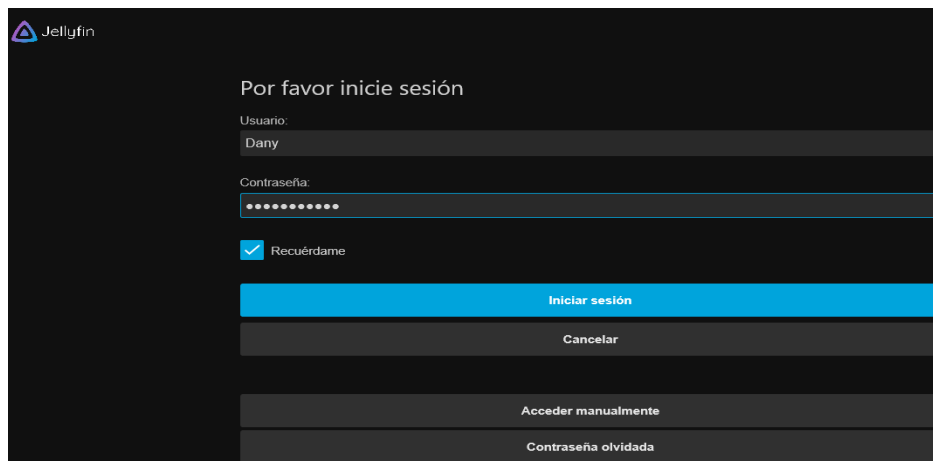 Jellyfin
Por favor inicie sesión
Usuario:
Dany
Contraseña:
•••••••••••
Recuérdame
Iniciar sesión
Cancelar
Acceder manualmente
Contraseña olvidada